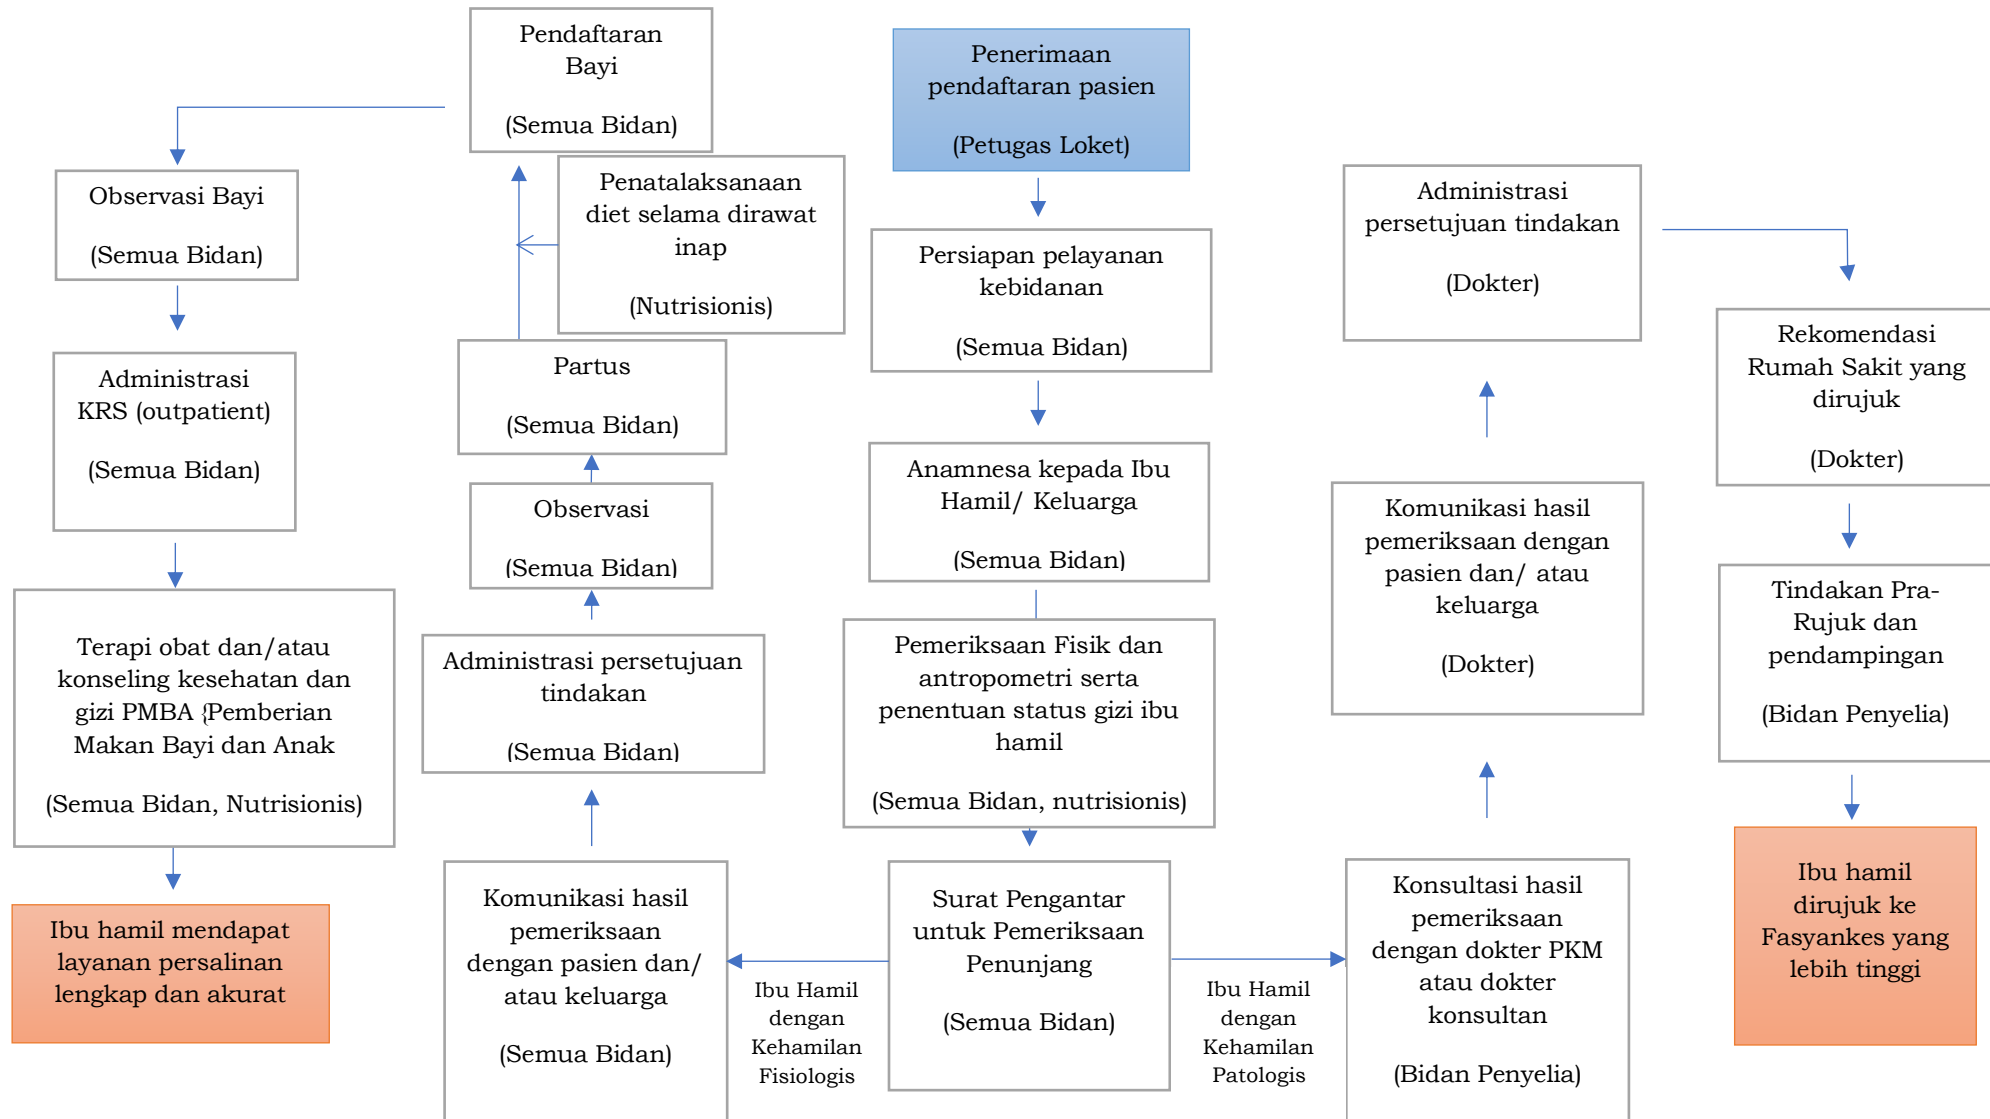 Penerimaan
pendaftaran pasien
(Petugas Loket)
Persiapan pelayanan
kebidanan
(Semua Bidan)
Anamnesa kepada Ibu
Hamil/ Keluarga
(Semua Bidan)
Pemeriksaan Fisik dan
antropometri serta
penentuan status gizi ibu
hamil
(Semua Bidan, nutrisionis)
Surat Pengantar
untuk Pemeriksaan
Penunjang
(Semua Bidan)
Ibu Hamil
dengan
Kehamilan
Fisiologis
Komunikasi hasil
pemeriksaan
dengan pasien dan/
atau keluarga
(Semua Bidan)
Administrasi persetujuan
tindakan
(Semua Bidan)
Observasi
(Semua Bidan)
Partus
(Semua Bidan)
Penatalaksanaan
diet selama dirawat
inap
(Nutrisionis)
Pendaftaran
Bayi
(Semua Bidan)
Observasi Bayi
(Semua Bidan)
Administrasi
KRS (outpatient)
(Semua Bidan)
Terapi obat dan/atau
konseling kesehatan dan
gizi PMBA {Pemberian
Makan Bayi dan Anak
(Semua Bidan, Nutrisionis)
Ibu hamil mendapat
layanan persalinan
lengkap dan akurat
Ibu Hamil
dengan
Kehamilan
Patologis
Konsultasi hasil
pemeriksaan
dengan dokter PKM
atau dokter
konsultan
(Bidan Penyelia)
Komunikasi hasil
pemeriksaan dengan
pasien dan/ atau
keluarga
(Dokter)
Administrasi
persetujuan tindakan
(Dokter)
Rekomendasi
Rumah Sakit yang
dirujuk
(Dokter)
Tindakan Pra-
Rujuk dan
pendampingan
(Bidan Penyelia)
Ibu hamil
dirujuk ke
Fasyankes yang
lebih tinggi